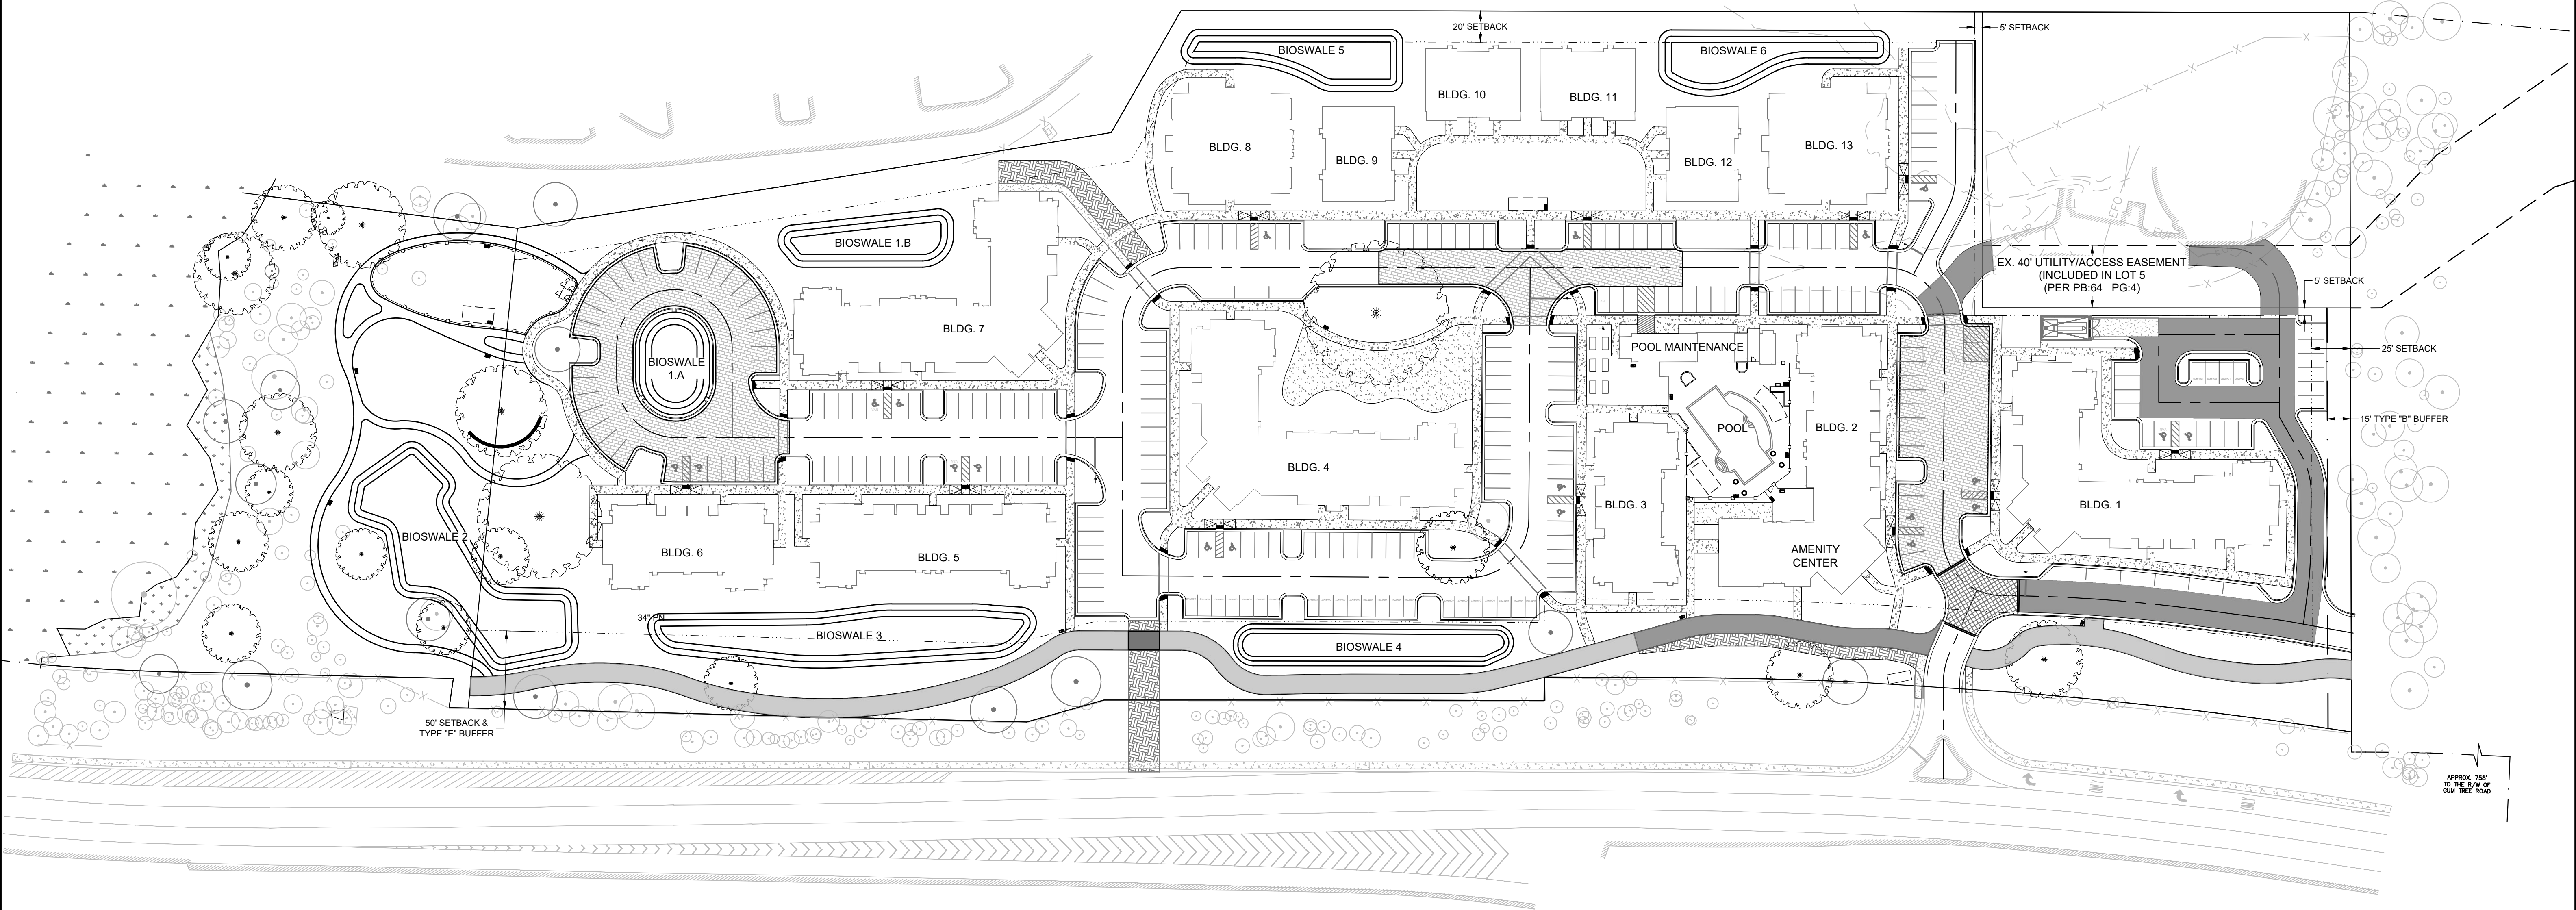 20' SETBACK
5' SETBACK
BIOSWALE 5
BIOSWALE 6
BLDG. 10
BLDG. 11
BLDG. 8
BLDG. 9
BLDG. 12
BLDG. 13
BIOSWALE 1.B
EX. 40' UTILITY/ACCESS EASEMENT
(INCLUDED IN LOT 5
(PER PB:64 PG:4)
5' SETBACK
BLDG. 7
POOL MAINTENANCE
25' SETBACK
BIOSWALE
1.A
15' TYPE "B" BUFFER
POOL
BLDG. 2
BLDG. 4
BLDG. 3
BLDG. 1
BIOSWALE 2
BLDG. 6
BLDG. 5
AMENITY
CENTER
34" PN
BIOSWALE 3
BIOSWALE 4
50' SETBACK &
TYPE "E" BUFFER
APPROX. 758'
TO THE R/W OF
GUM TREE ROAD